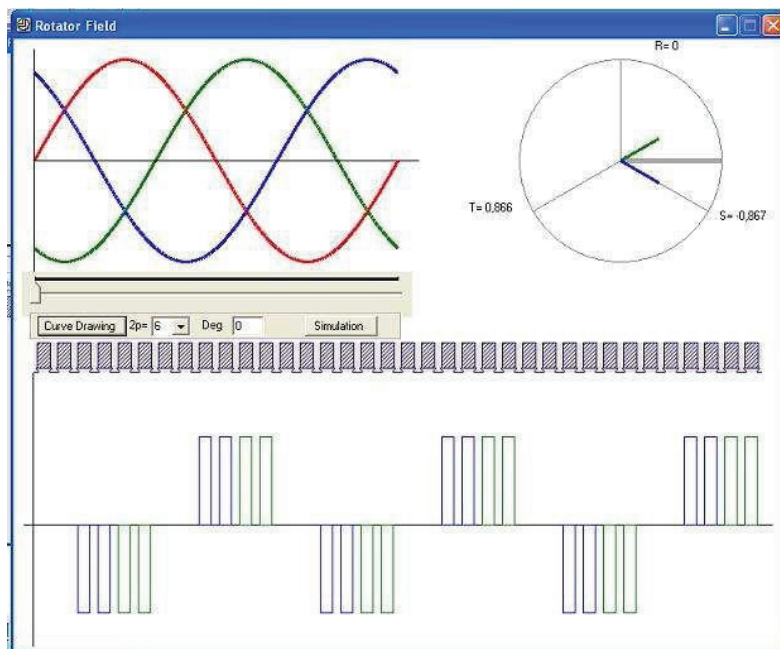 Rotator Field
R= 0
T= 0,866
S= -0,867
Curve Drawing 2p= 6 Deg 0 Simulation